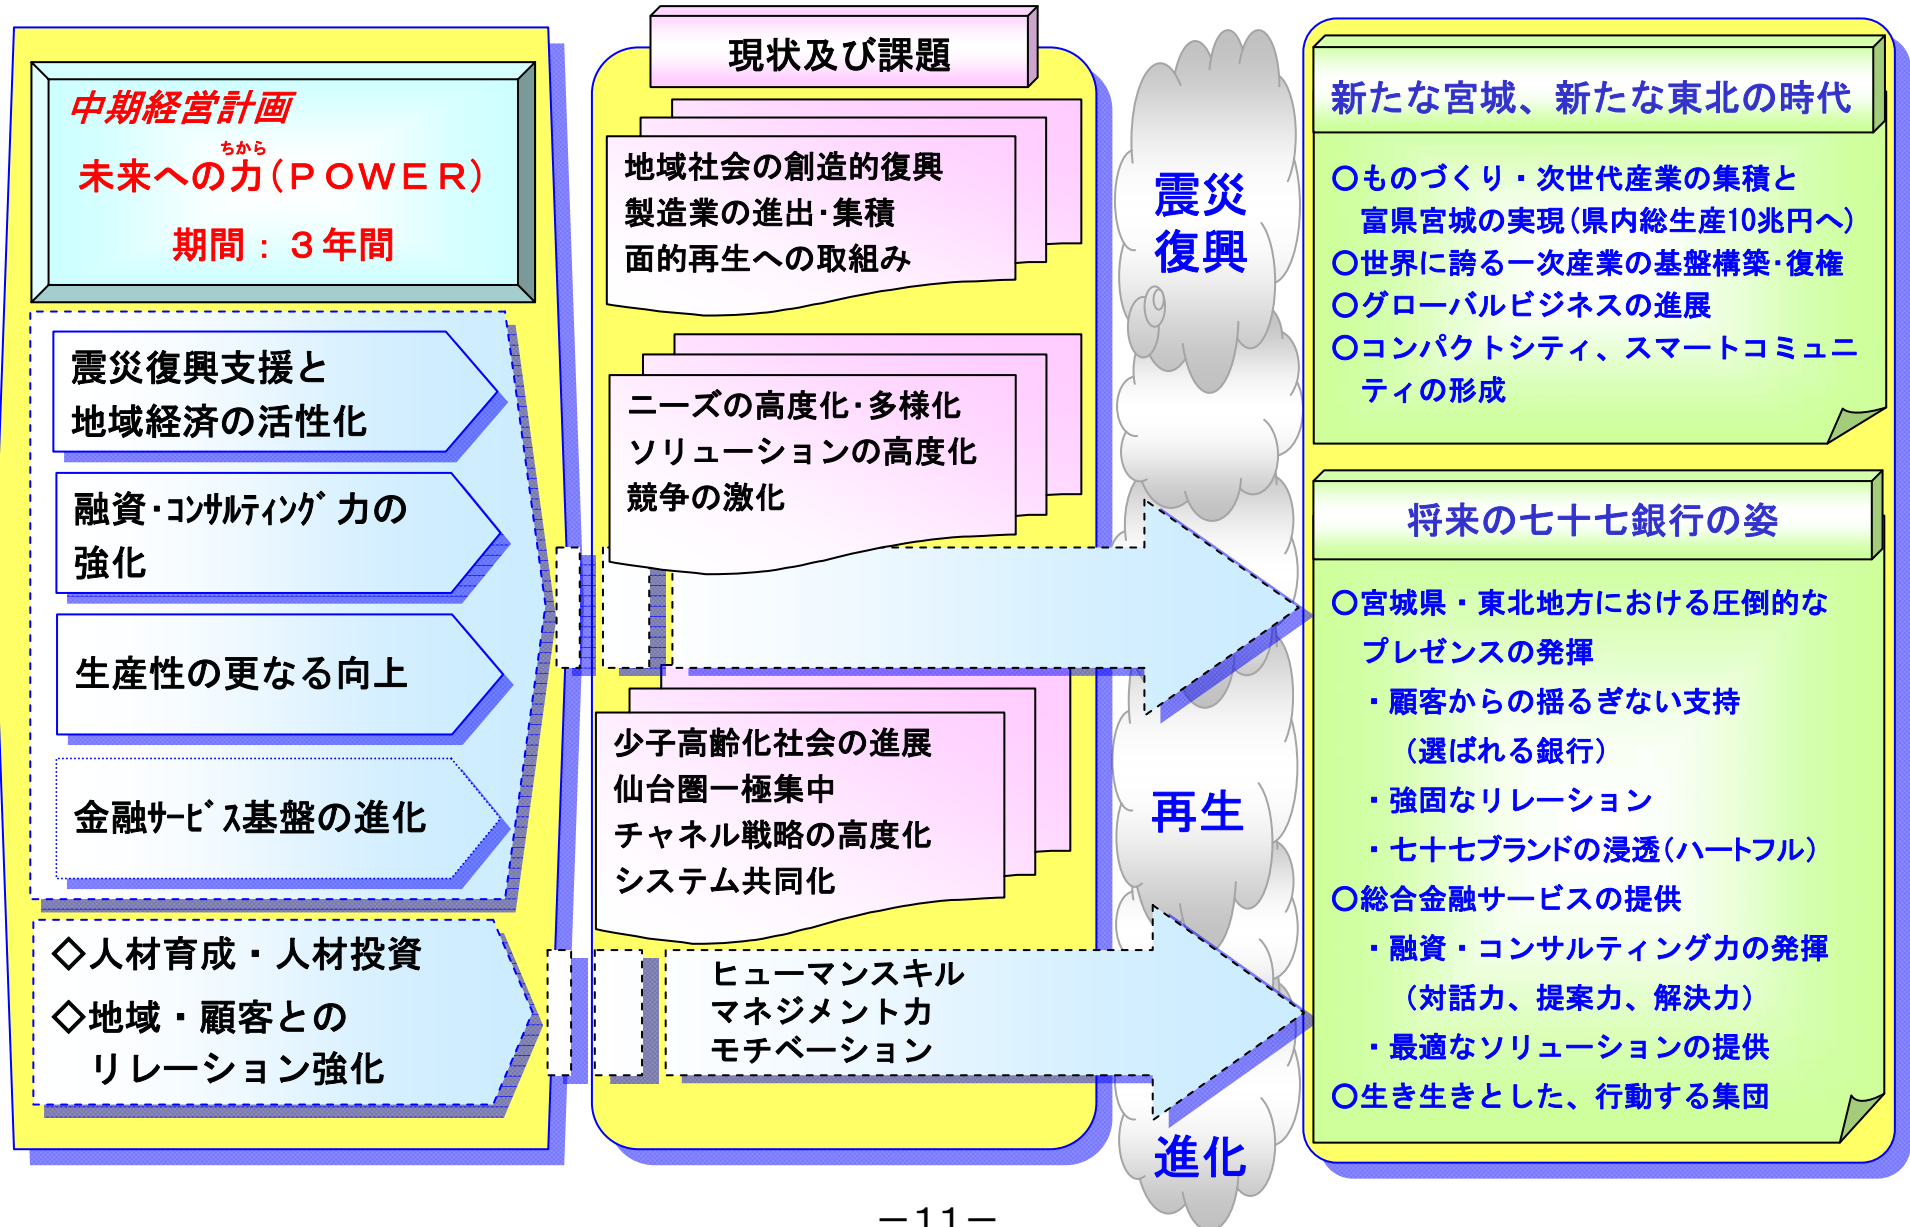 中期経営計画
ちから
未来への力(ＰＯＷＥＲ)
期間：３年間
震災復興支援と
地域経済の活性化
融資・ｺﾝｻﾙﾃｨﾝｸﾞ力の
強化
生産性の更なる向上
金融ｻｰﾋﾞｽ基盤の進化
◇人材育成・人材投資
◇地域・顧客との
リレーション強化
現状及び課題
地域社会の創造的復興
製造業の進出・集積
面的再生への取組み
ニーズの高度化・多様化
ソリューションの高度化
競争の激化
少子高齢化社会の進展
仙台圏一極集中
チャネル戦略の高度化
システム共同化
ヒューマンスキル
マネジメント力
モチベーション
震災
復興
再生
進化
新たな宮城、新たな東北の時代
○ものづくり・次世代産業の集積と
富県宮城の実現(県内総生産10兆円へ)
○世界に誇る一次産業の基盤構築・復権
○グローバルビジネスの進展
○コンパクトシティ、スマートコミュニ
ティの形成
将来の七十七銀行の姿
○宮城県・東北地方における圧倒的な
プレゼンスの発揮
・顧客からの揺るぎない支持
（選ばれる銀行）
・強固なリレーション
・七十七ブランドの浸透(ハートフル)
○総合金融サービスの提供
・融資・コンサルティング力の発揮
（対話力、提案力、解決力）
・最適なソリューションの提供
○生き生きとした、行動する集団
－11－